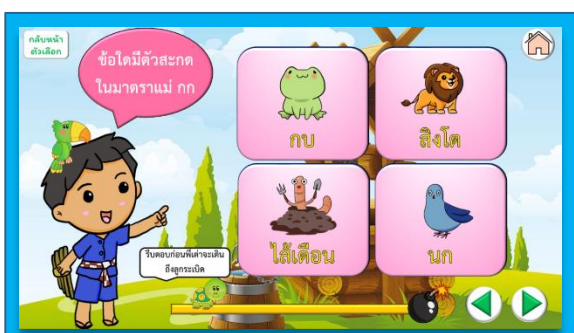 กลับหน้า
ตัวเลือก
ข้อใดมีตัวสะกด
ในมาตราแม่ กก
กบ
สิงโต
ไส้เดือน
นก
รีบตอบก่อนพี่เต่าจะเดิน
ถึงลูกระเบิด